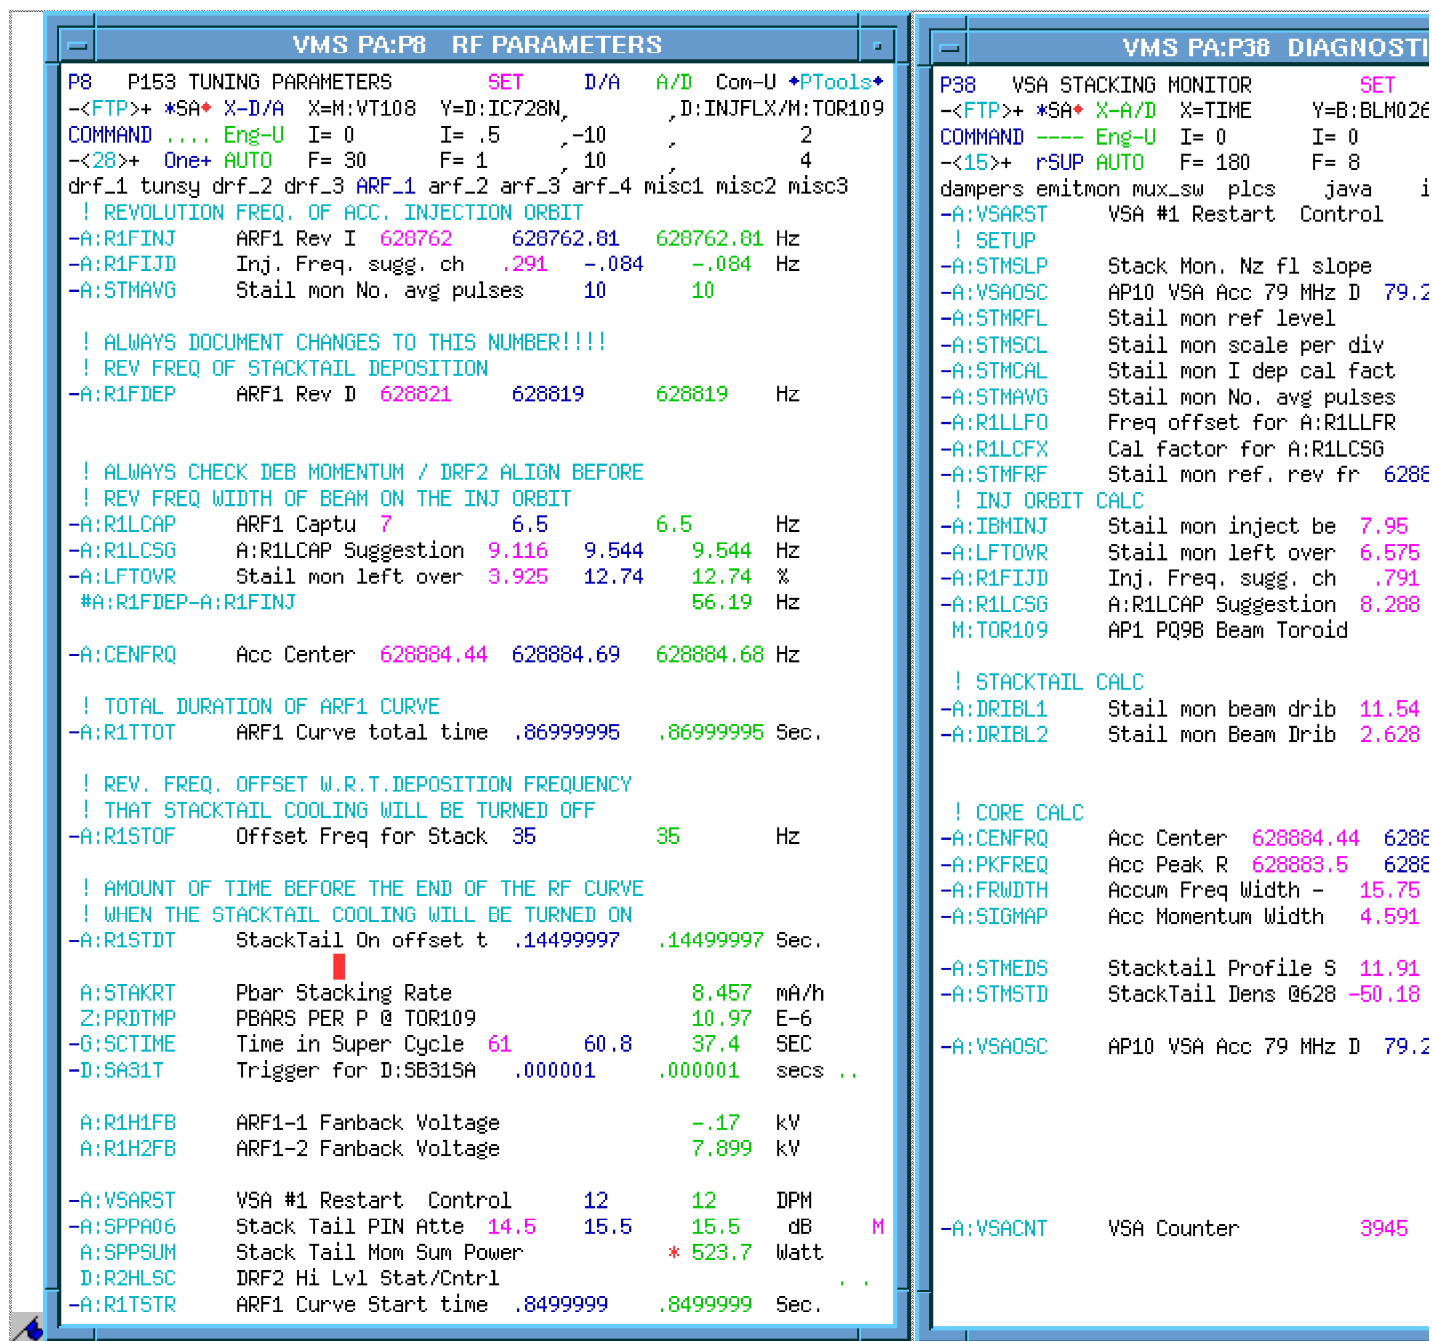 VMS PA:P8 RF PARAMETERS
P8 P153 TUNING PARAMETERS SET D/A A/D Com-U ◆PTools◆
-<FTP>+ *SA◆ X-D/A X=M:VT108 Y=D:IC728N, ,D:INJFLX/M:TOR109
COMMAND .... Eng-U I= 0 I= .5 ,-10 , 2
-<28>+ One+ AUTO F= 30 F= 1 , 10 , 4
drf_1 tunsy drf_2 drf_3 ARF_1 arf_2 arf_3 arf_4 misc1 misc2 misc3
! REVOLUTION FREQ. OF ACC. INJECTION ORBIT
-A:R1FINJ ARF1 Rev I 628762 628762.81 628762.81 Hz
-A:R1FIJD Inj. Freq. sugg. ch .291 -.084 -.084 Hz
-A:STMAVG Stail mon No. avg pulses 10 10
! ALWAYS DOCUMENT CHANGES TO THIS NUMBER!!!!
! REV FREQ OF STACKTAIL DEPOSITION
-A:R1FDEP ARF1 Rev D 628821 628819 628819 Hz
! ALWAYS CHECK DEB MOMENTUM / DRF2 ALIGN BEFORE
! REV FREQ WIDTH OF BEAM ON THE INJ ORBIT
-A:R1LCAP ARF1 Captu 7 6.5 6.5 Hz
-A:R1LCSG A:R1LCAP Suggestion 9.116 9.544 9.544 Hz
-A:LFTOVR Stail mon left over 3.925 12.74 12.74 %
#A:R1FDEP-A:R1FINJ 56.19 Hz
-A:CENFRQ Acc Center 628884.44 628884.69 628884.68 Hz
! TOTAL DURATION OF ARF1 CURVE
-A:R1TTOT ARF1 Curve total time .86999995 .86999995 Sec.
! REV. FREQ. OFFSET W.R.T.DEPOSITION FREQUENCY
! THAT STACKTAIL COOLING WILL BE TURNED OFF
-A:R1STOF Offset Freq for Stack 35 35 Hz
! AMOUNT OF TIME BEFORE THE END OF THE RF CURVE
! WHEN THE STACKTAIL COOLING WILL BE TURNED ON
-A:R1STDT StackTail On offset t .14499997 .14499997 Sec.
A:STAKRT Pbar Stacking Rate 8.457 mA/h
Z:PRDTMP PBARS PER P @ TOR109 10.97 E-6
-G:SCTIME Time in Super Cycle 61 60.8 37.4 SEC
-D:SA31T Trigger for D:SB31SA .000001 .000001 secs ..
A:R1H1FB ARF1-1 Fanback Voltage -.17 kV
A:R1H2FB ARF1-2 Fanback Voltage 7.899 kV
-A:VSARST VSA #1 Restart Control 12 12 DPM
-A:SPPA06 Stack Tail PIN Atte 14.5 15.5 15.5 dB M
A:SPPSUM Stack Tail Mom Sum Power * 523.7 Watt
D:R2HLSC DRF2 Hi Lvl Stat/Cntrl . .
-A:R1TSTR ARF1 Curve Start time .8499999 .8499999 Sec.
VMS PA:P38 DIAGNOSTI
P38 VSA STACKING MONITOR SET
-<FTP>+ *SA◆ X-A/D X=TIME Y=B:BLM026
COMMAND ---- Eng-U I= 0 I= 0
-<15>+ rSUP AUTO F= 180 F= 8
dampers emitmon mux_sw plcs java i
-A:VSARST VSA #1 Restart Control
! SETUP
-A:STMSLP Stack Mon. Nz fl slope
-A:VSAOSC AP10 VSA Acc 79 MHz D 79.2
-A:STMRFL Stail mon ref level
-A:STMSCL Stail mon scale per div
-A:STMCAL Stail mon I dep cal fact
-A:STMAVG Stail mon No. avg pulses
-A:R1LLFO Freq offset for A:R1LLFR
-A:R1LCFX Cal factor for A:R1LCSG
-A:STMFRF Stail mon ref. rev fr 6288
! INJ ORBIT CALC
-A:IBMINJ Stail mon inject be 7.95
-A:LFTOVR Stail mon left over 6.575
-A:R1FIJD Inj. Freq. sugg. ch .791
-A:R1LCSG A:R1LCAP Suggestion 8.288
M:TOR109 AP1 PQ9B Beam Toroid
! STACKTAIL CALC
-A:DRIBL1 Stail mon beam drib 11.54
-A:DRIBL2 Stail mon Beam Drib 2.628
! CORE CALC
-A:CENFRQ Acc Center 628884.44 6288
-A:PKFREQ Acc Peak R 628883.5 6288
-A:FRWDTH Accum Freq Width - 15.75
-A:SIGMAP Acc Momentum Width 4.591
-A:STMEDS Stacktail Profile S 11.91
-A:STMSTD StackTail Dens @628 -50.18
-A:VSAOSC AP10 VSA Acc 79 MHz D 79.2
-A:VSACNT VSA Counter 3945